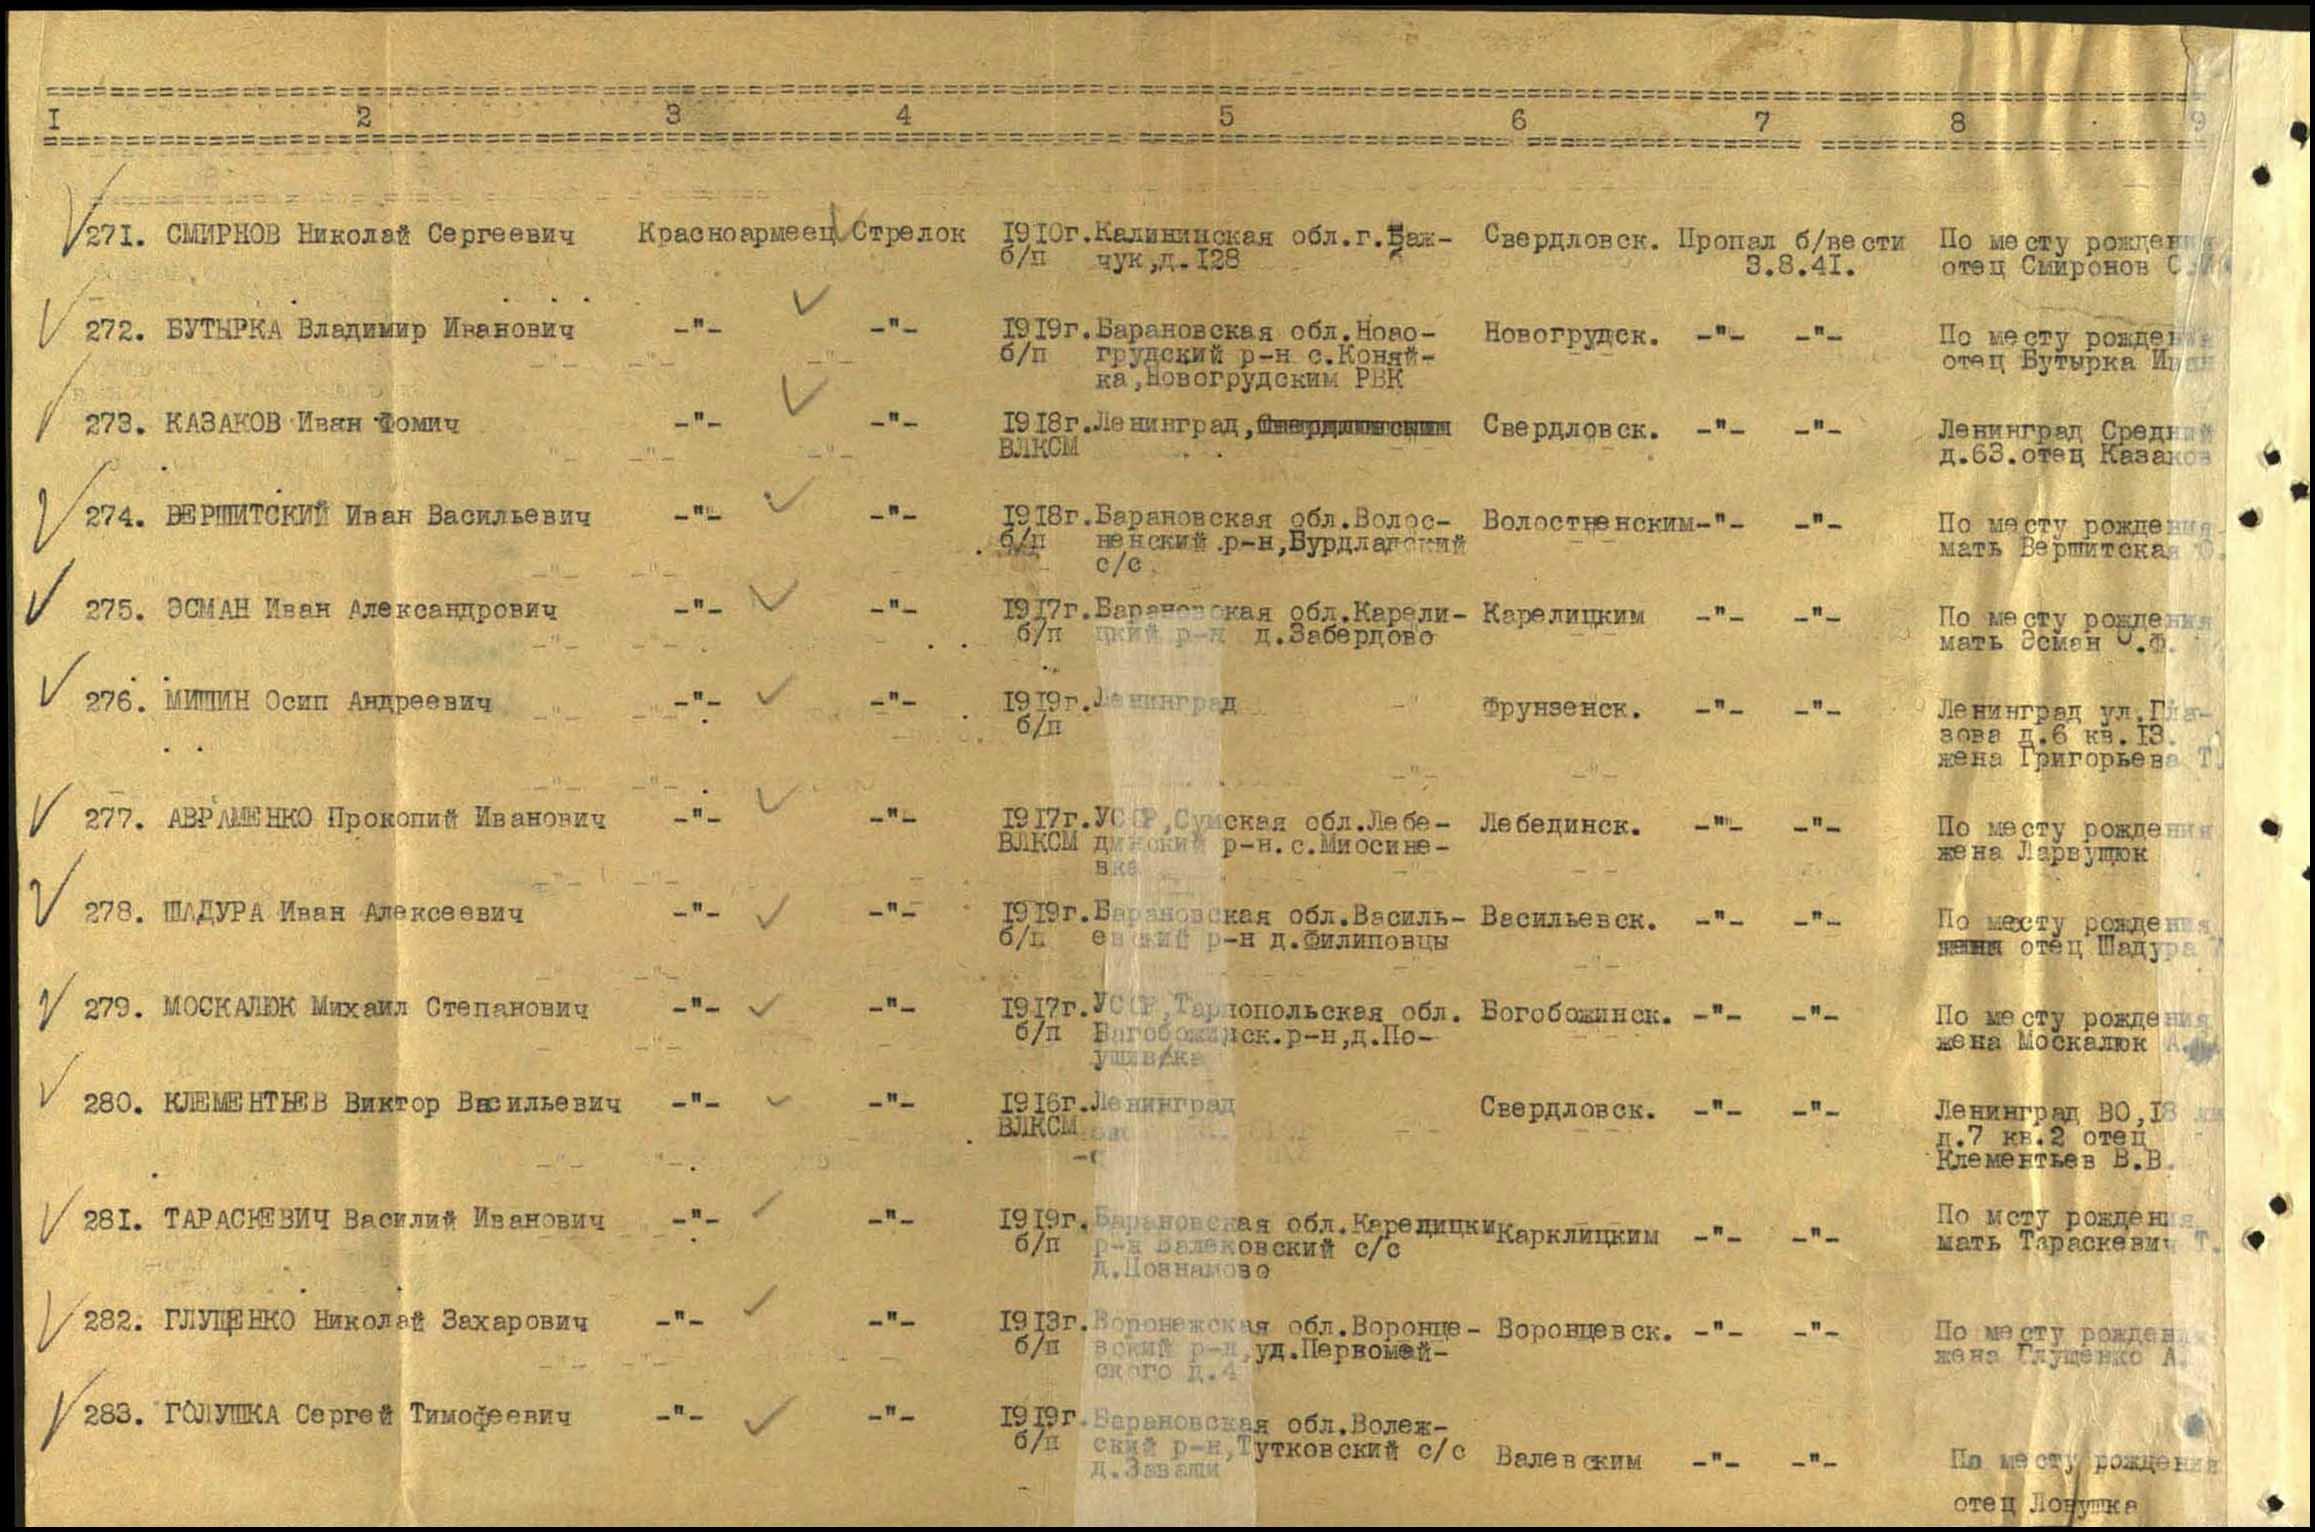 I 2 3 4 5 6 7 8 9
271. СМИРНОВ Николай Сергеевич Красноармеец Стрелок 1910г. Калининская обл.г. Свердловск. Пропал б/вести По месту рождения
б/п чук,д.128 3.8.41. отец Смиронов С.
272. БУТЫРКА Владимир Иванович -"- -"- 1919г. Барановская обл.Ново- Новогрудск. -"- -"- По месту рождения
б/п грудский р-н с.Коняй- отец Бутырка Иван
ка,Новогрудским РВК
273. КАЗАКОВ Иван Фомич -"- -"- 1918г. Ленинград, Свердловск. -"- -"- Ленинград Средний
ВЛКСМ д.63.отец Казаков
274. ВЕРШИТСКИЙ Иван Васильевич -"- -"- 1918г. Барановская обл.Волос- Волостненским -"- -"- По месту рождения
б/п ненский р-н,Бурдладский мать Вершитская
с/с
275. ЭСМАН Иван Александрович -"- -"- 1917г. Барановская обл.Карели- Карелицким -"- -"- По месту рождения
б/п цкий р-н д.Забердово мать Эсман О.Ф.
276. МИШИН Осип Андреевич -"- -"- 1919г. Ленинград Фрунзенск. -"- -"- Ленинград ул.Гла-
б/п зова д.6 кв.13.
жена Григорьева Т.
277. АВРАМЕНКО Прокопий Иванович -"- -"- 1917г. УССР,Сумская обл.Лебе- Лебединск. -"- -"- По месту рождения
ВЛКСМ динский р-н.с.Миосине- жена Ларвущюк
вка
278. ШАДУРА Иван Алексеевич -"- -"- 1919г. Барановская обл.Василь- Васильевск. -"- -"- По месту рождения
б/п евский р-н д.Филиповцы отец Шадура
279. МОСКАЛЮК Михаил Степанович -"- -"- 1917г. УССР,Тарнопольская обл. Богобожинск. -"- -"- По месту рождения
б/п Багобожинск.р-н,д.По- жена Москалюк А.
ушивка
280. КЛЕМЕНТЬЕВ Виктор Васильевич -"- -"- 1916г. Ленинград Свердловск. -"- -"- Ленинград ВО,18
ВЛКСМ д.7 кв.2 отец
Клементьев В.В.
281. ТАРАСКЕВИЧ Василий Иванович -"- -"- 1919г. Барановская обл.Карелицки Карклицким -"- -"- По мсту рождения
б/п р-н Валековский с/с мать Тараскевич Т.
д.Познамово
282. ГЛУЩЕНКО Николай Захарович -"- -"- 1913г. Воронежская обл.Воронце- Воронцевск. -"- -"- По месту рождения
б/п вский р-н,уд.Первомай- жена Глущенко А.
ского д.4
283. ГОЛУШКА Сергей Тимофеевич -"- -"- 1919г. Барановская обл.Волеж-
б/п ский р-н,Тутковский с/с Валевским -"- -"- По месту рождения
д.Заваши
отец Ловушка